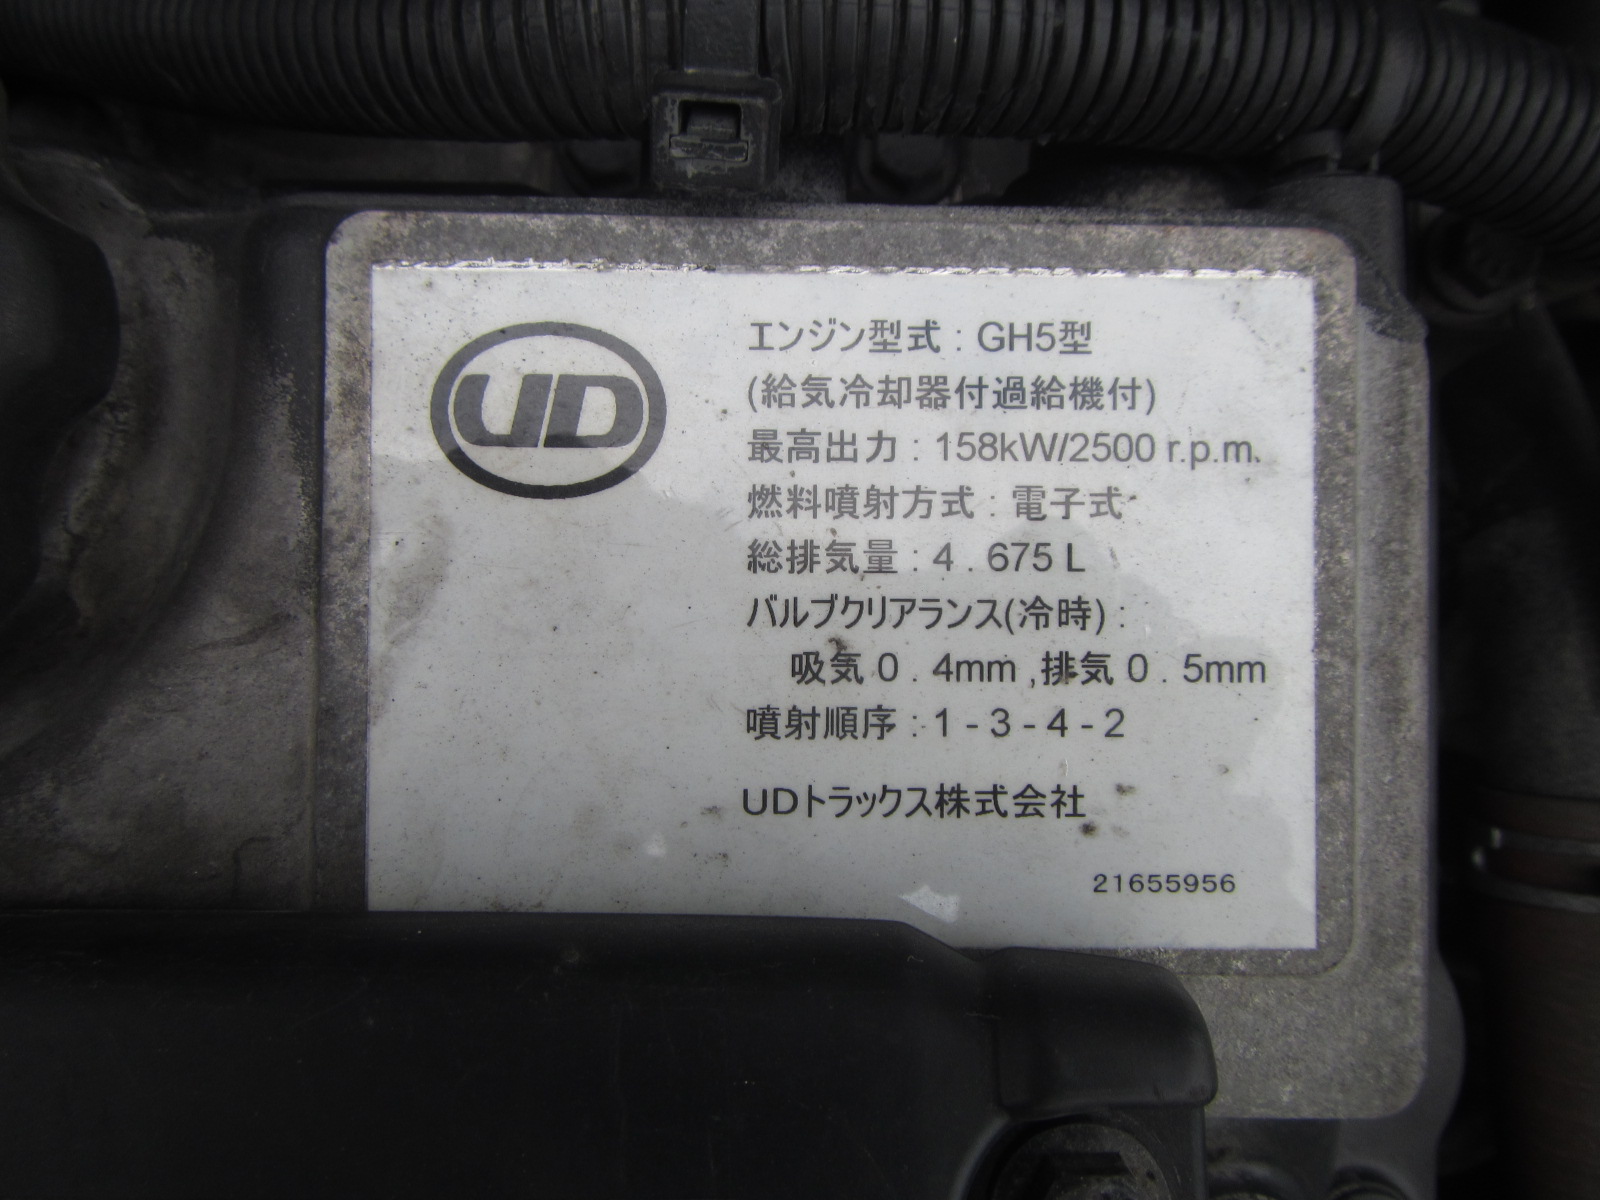 UD
エンジン型式 : GH5型
(給気冷却器付過給機付)
最高出力 : 158kW/2500 r.p.m.
燃料噴射方式 : 電子式
総排気量 : 4 . 675 L
バルブクリアランス(冷時) :
吸気 0 . 4mm ,排気 0 . 5mm
噴射順序 : 1 - 3 - 4 - 2
UDトラックス株式会社
21655956